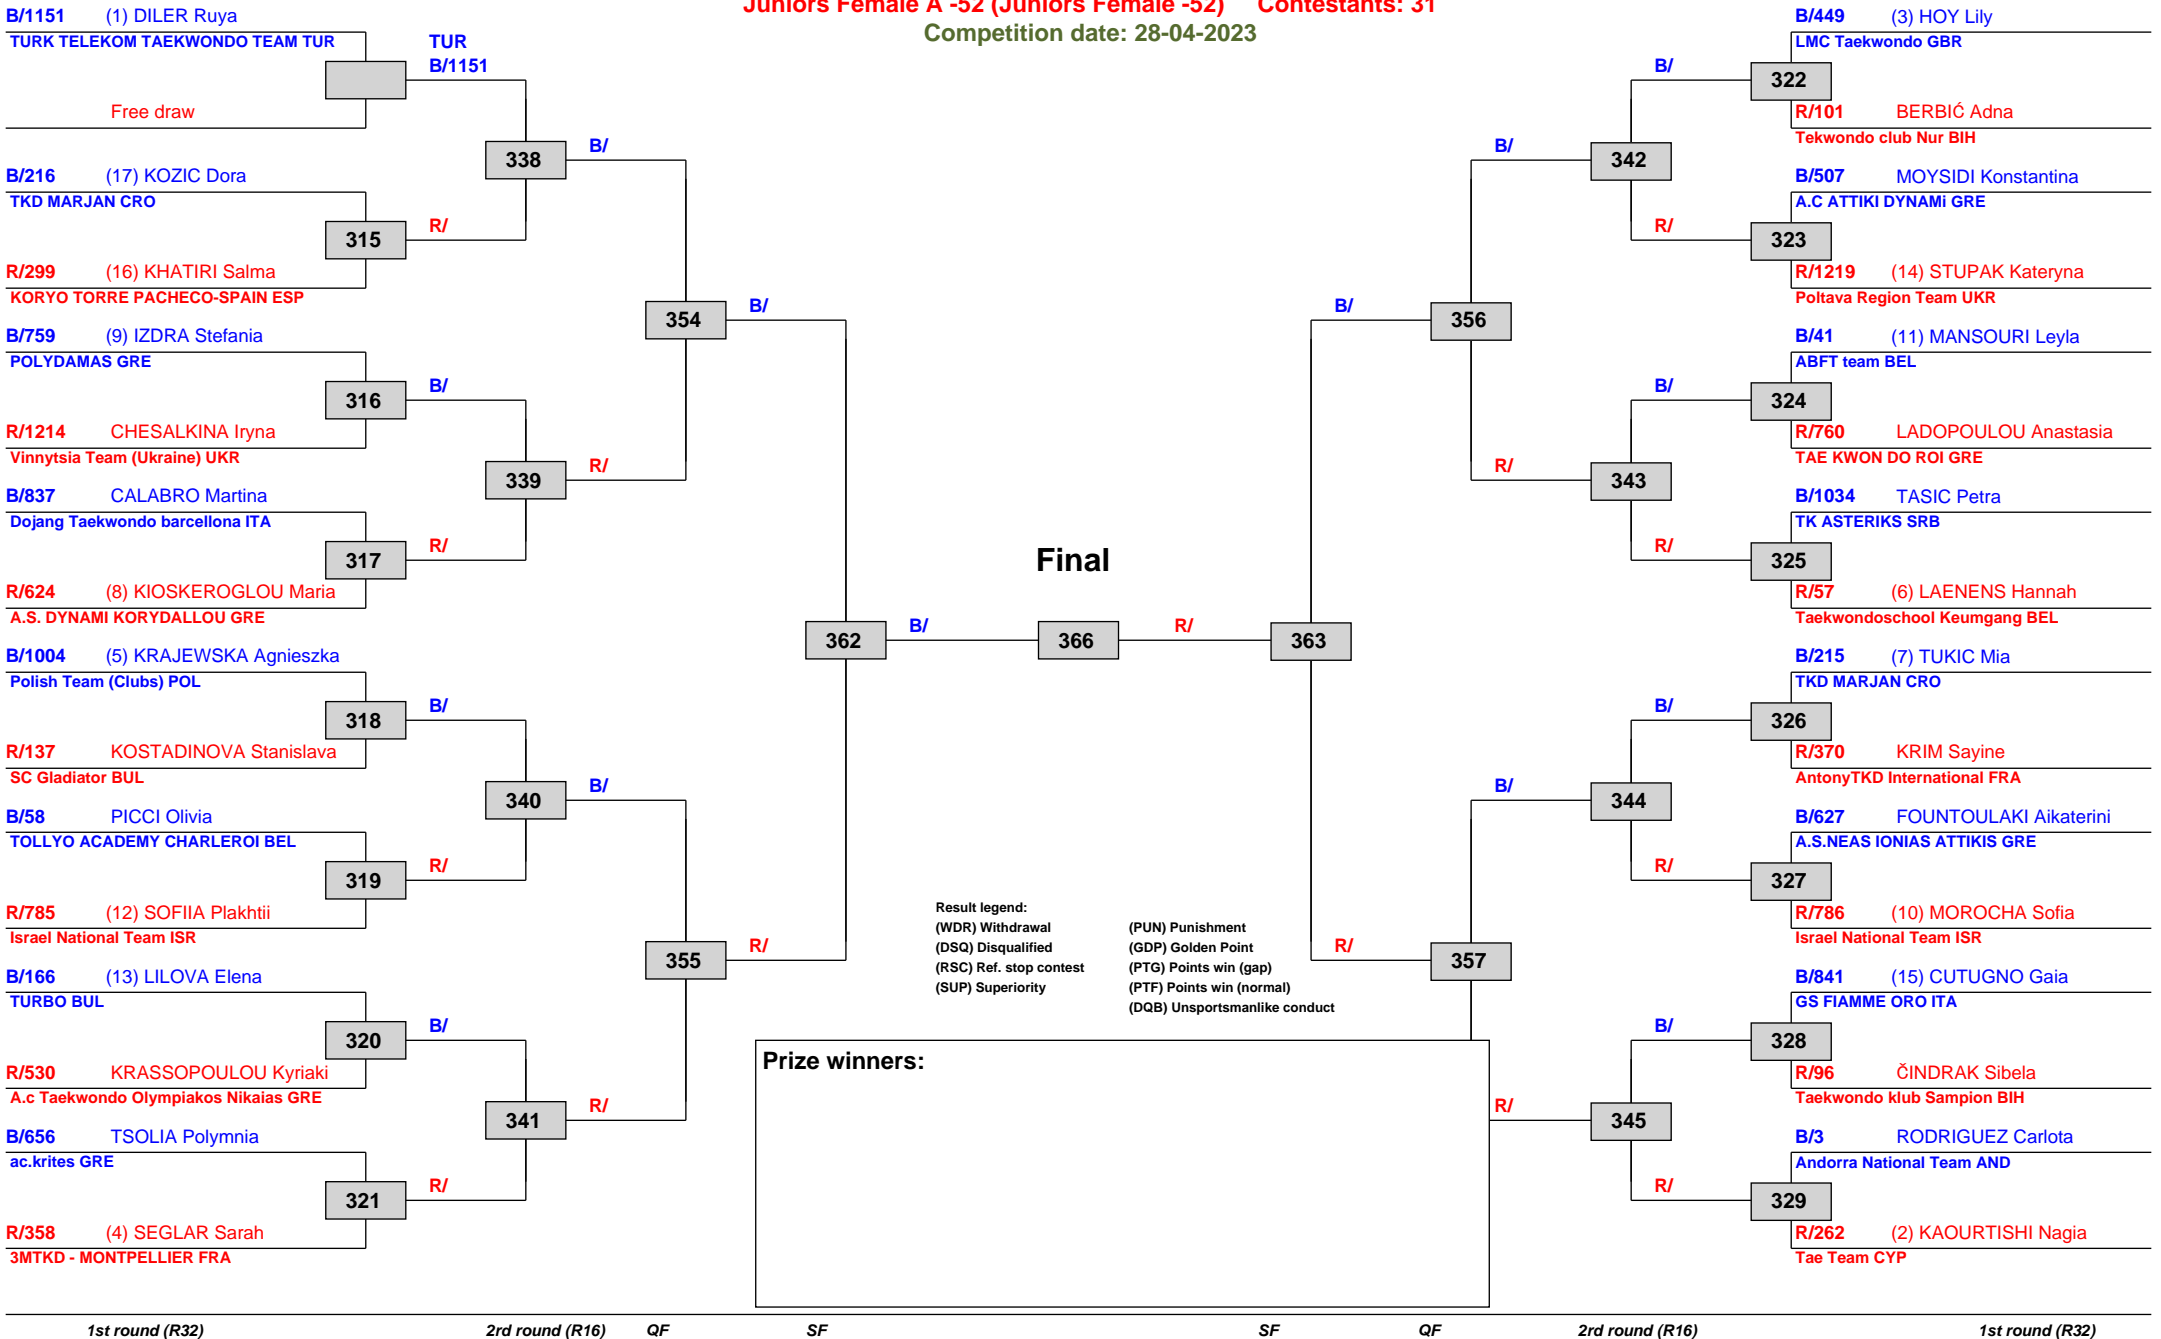 Juniors Female A -52 (Juniors Female -52) Contestants: 31
Competition date: 28-04-2023
B/1151 (1) DILER Ruya
TURK TELEKOM TAEKWONDO TEAM TUR
Free draw
TUR
B/1151
B/216 (17) KOZIC Dora
TKD MARJAN CRO
315
R/
R/299 (16) KHATIRI Salma
KORYO TORRE PACHECO-SPAIN ESP
338
B/
B/759 (9) IZDRA Stefania
POLYDAMAS GRE
316
B/
R/1214 CHESALKINA Iryna
Vinnytsia Team (Ukraine) UKR
339
R/
B/837 CALABRO Martina
Dojang Taekwondo barcellona ITA
317
R/
R/624 (8) KIOSKEROGLOU Maria
A.S. DYNAMI KORYDALLOU GRE
354
B/
B/1004 (5) KRAJEWSKA Agnieszka
Polish Team (Clubs) POL
318
B/
R/137 KOSTADINOVA Stanislava
SC Gladiator BUL
340
B/
B/58 PICCI Olivia
TOLLYO ACADEMY CHARLEROI BEL
319
R/
R/785 (12) SOFIIA Plakhtii
Israel National Team ISR
355
R/
B/166 (13) LILOVA Elena
TURBO BUL
320
B/
R/530 KRASSOPOULOU Kyriaki
A.c Taekwondo Olympiakos Nikaias GRE
341
R/
B/656 TSOLIA Polymnia
ac.krites GRE
321
R/
R/358 (4) SEGLAR Sarah
3MTKD - MONTPELLIER FRA
362
B/
Final
366
R/
363
B/449 (3) HOY Lily
LMC Taekwondo GBR
B/
322
R/101 BERBIĆ Adna
Tekwondo club Nur BIH
B/
342
B/507 MOYSIDI Konstantina
A.C ATTIKI DYNAMi GRE
R/
323
R/1219 (14) STUPAK Kateryna
Poltava Region Team UKR
B/
356
B/41 (11) MANSOURI Leyla
ABFT team BEL
B/
324
R/760 LADOPOULOU Anastasia
TAE KWON DO ROI GRE
R/
343
B/1034 TASIC Petra
TK ASTERIKS SRB
R/
325
R/57 (6) LAENENS Hannah
Taekwondoschool Keumgang BEL
B/215 (7) TUKIC Mia
TKD MARJAN CRO
B/
326
R/370 KRIM Sayine
AntonyTKD International FRA
B/
344
B/627 FOUNTOULAKI Aikaterini
A.S.NEAS IONIAS ATTIKIS GRE
R/
327
R/786 (10) MOROCHA Sofia
Israel National Team ISR
R/
357
B/841 (15) CUTUGNO Gaia
GS FIAMME ORO ITA
B/
328
R/96 ČINDRAK Sibela
Taekwondo klub Sampion BIH
R/
345
B/3 RODRIGUEZ Carlota
Andorra National Team AND
R/
329
R/262 (2) KAOURTISHI Nagia
Tae Team CYP
Result legend:
(WDR) Withdrawal (PUN) Punishment
(DSQ) Disqualified (GDP) Golden Point
(RSC) Ref. stop contest (PTG) Points win (gap)
(SUP) Superiority (PTF) Points win (normal)
(DQB) Unsportsmanlike conduct
Prize winners:
1st round (R32) 2rd round (R16) QF SF SF QF 2rd round (R16) 1st round (R32)